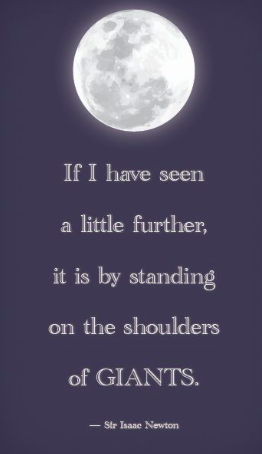 If I have seen
a little further,
it is by standing
on the shoulders
of GIANTS.
— Sir Isaac Newton